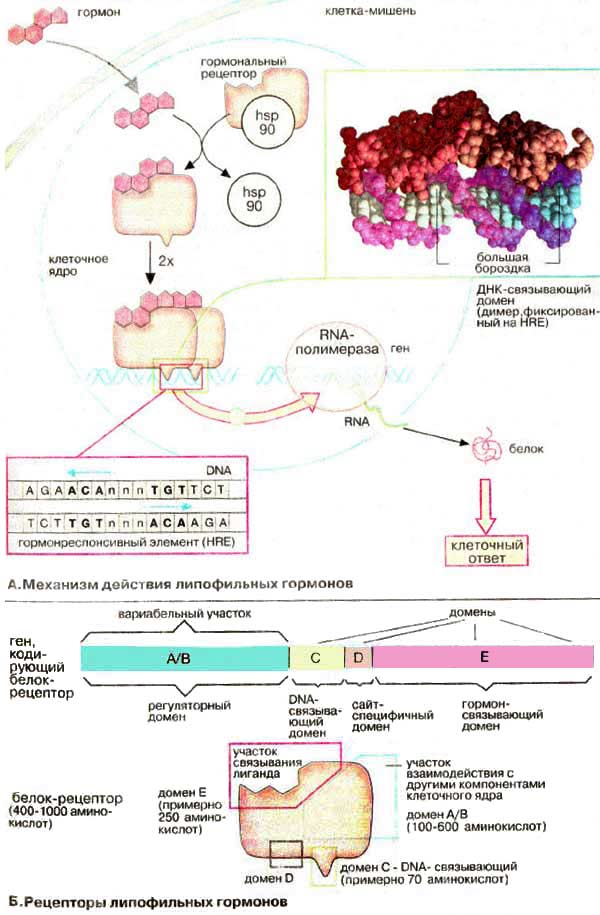 гормон
клетка-мишень
гормональный
рецептор
hsp
90
hsp
90
клеточное
ядро
2x
большая
бороздка
ДНК-связывающий
домен
(димер,фиксирован-
ный на HRE)
RNA-
полимераза
ген
RNA
белок
клеточный
ответ
DNA
A G A A C A n n n T G T T C T
T C T T G T n n n A C A A G A
гормонреспонсивный элемент (HRE)
А.Механизм действия липофильных гормонов
вариабельный участок
домены
ген,
коди-
рующий
белок-
рецептор
A/B
C
D
E
регуляторный
домен
DNA-
связыва-
ющий
домен
сайт-
специфичный
домен
гормон-
связывающий
домен
участок
связывания
лиганда
участок
взаимодействия с
другими компонентами
клеточного ядра
белок-рецептор
(400-1000 амино-
кислот)
домен E
(примерно
250 амино-
кислот)
домен A/B
(100-600 аминокислот)
домен D
домен C - DNA- связывающий
(примерно 70 аминокислот)
Б.Рецепторы липофильных гормонов